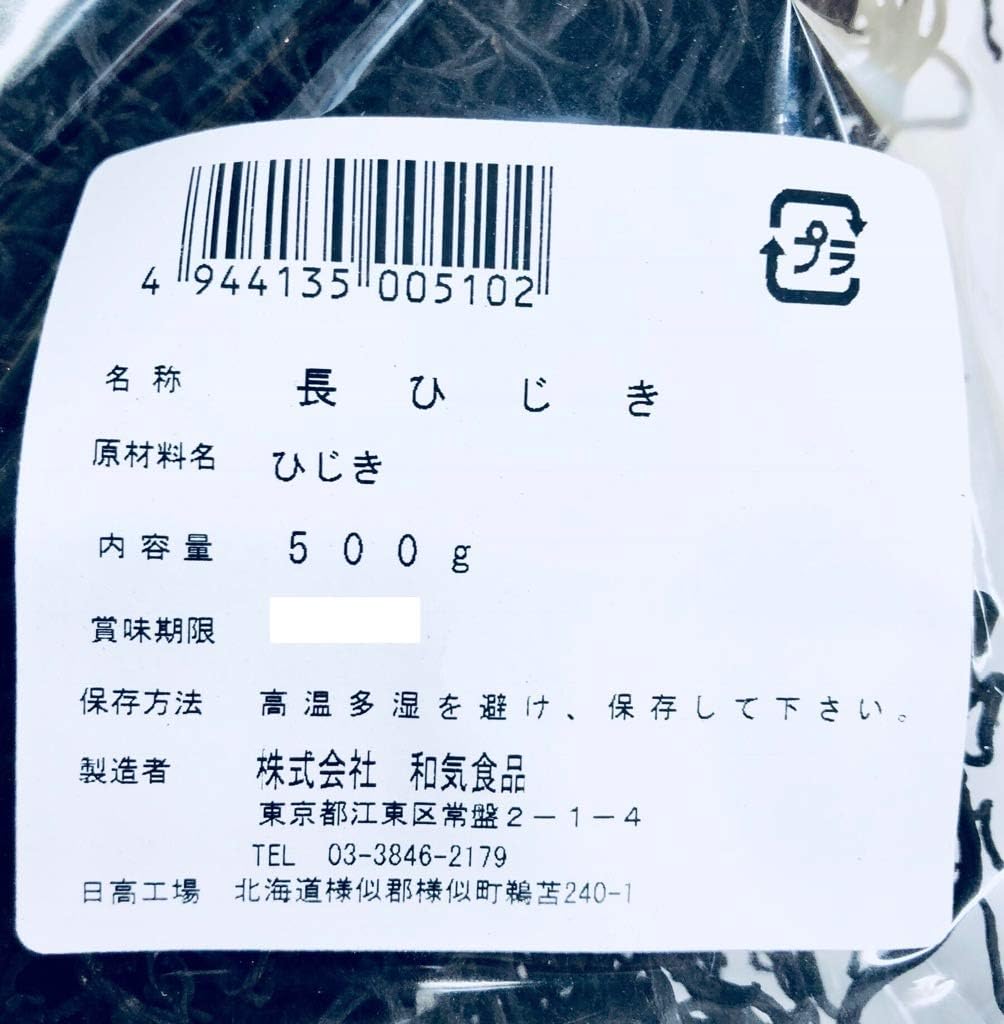 4 944135 005102
プラ
名称 長ひじき
原材料名 ひじき
内容量 500g
賞味期限
保存方法 高温多湿を避け、保存して下さい。
製造者 株式会社 和気食品
東京都江東区常盤2-1-4
TEL 03-3846-2179
日高工場 北海道様似郡様似町鵜苫240-1